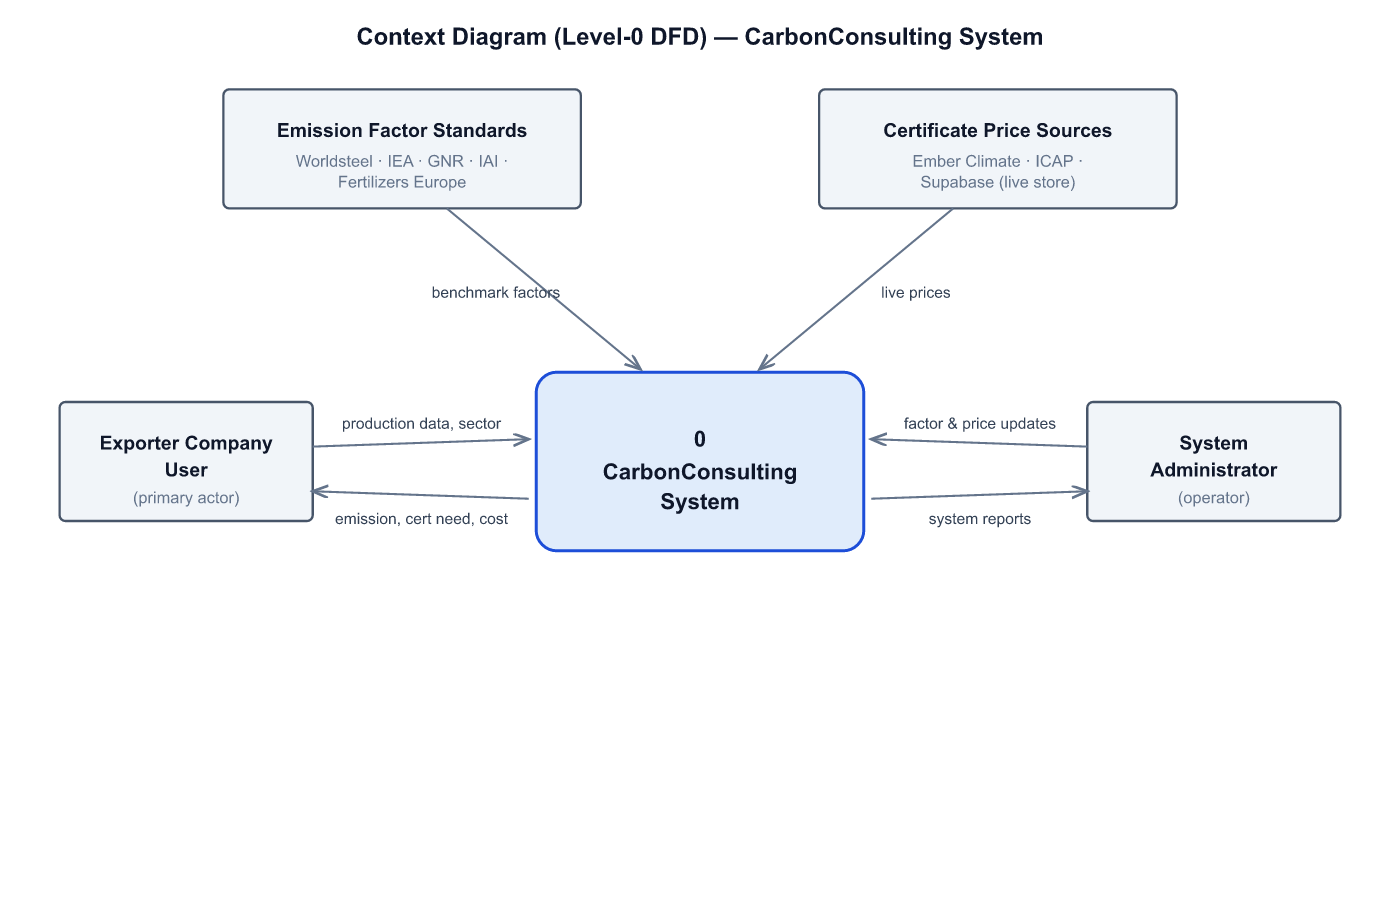 Context Diagram (Level-0 DFD) — CarbonConsulting System
Emission Factor Standards
Worldsteel · IEA · GNR · IAI ·
Fertilizers Europe
Certificate Price Sources
Ember Climate · ICAP ·
Supabase (live store)
benchmark factors
live prices
Exporter Company
User
(primary actor)
production data, sector
emission, cert need, cost
0
CarbonConsulting
System
factor & price updates
system reports
System
Administrator
(operator)